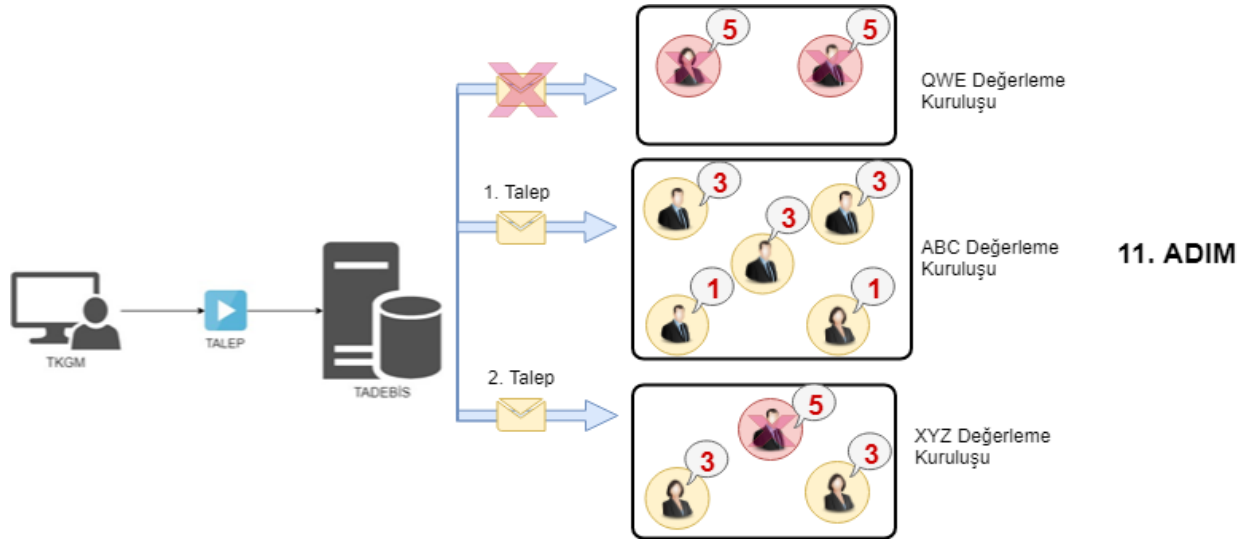 5
5
QWE Değerleme
Kuruluşu
1. Talep
3
3
3
ABC Değerleme
Kuruluşu
11. ADIM
1
1
TALEP
TKGM
TADEBİS
2. Talep
5
XYZ Değerleme
Kuruluşu
3
3